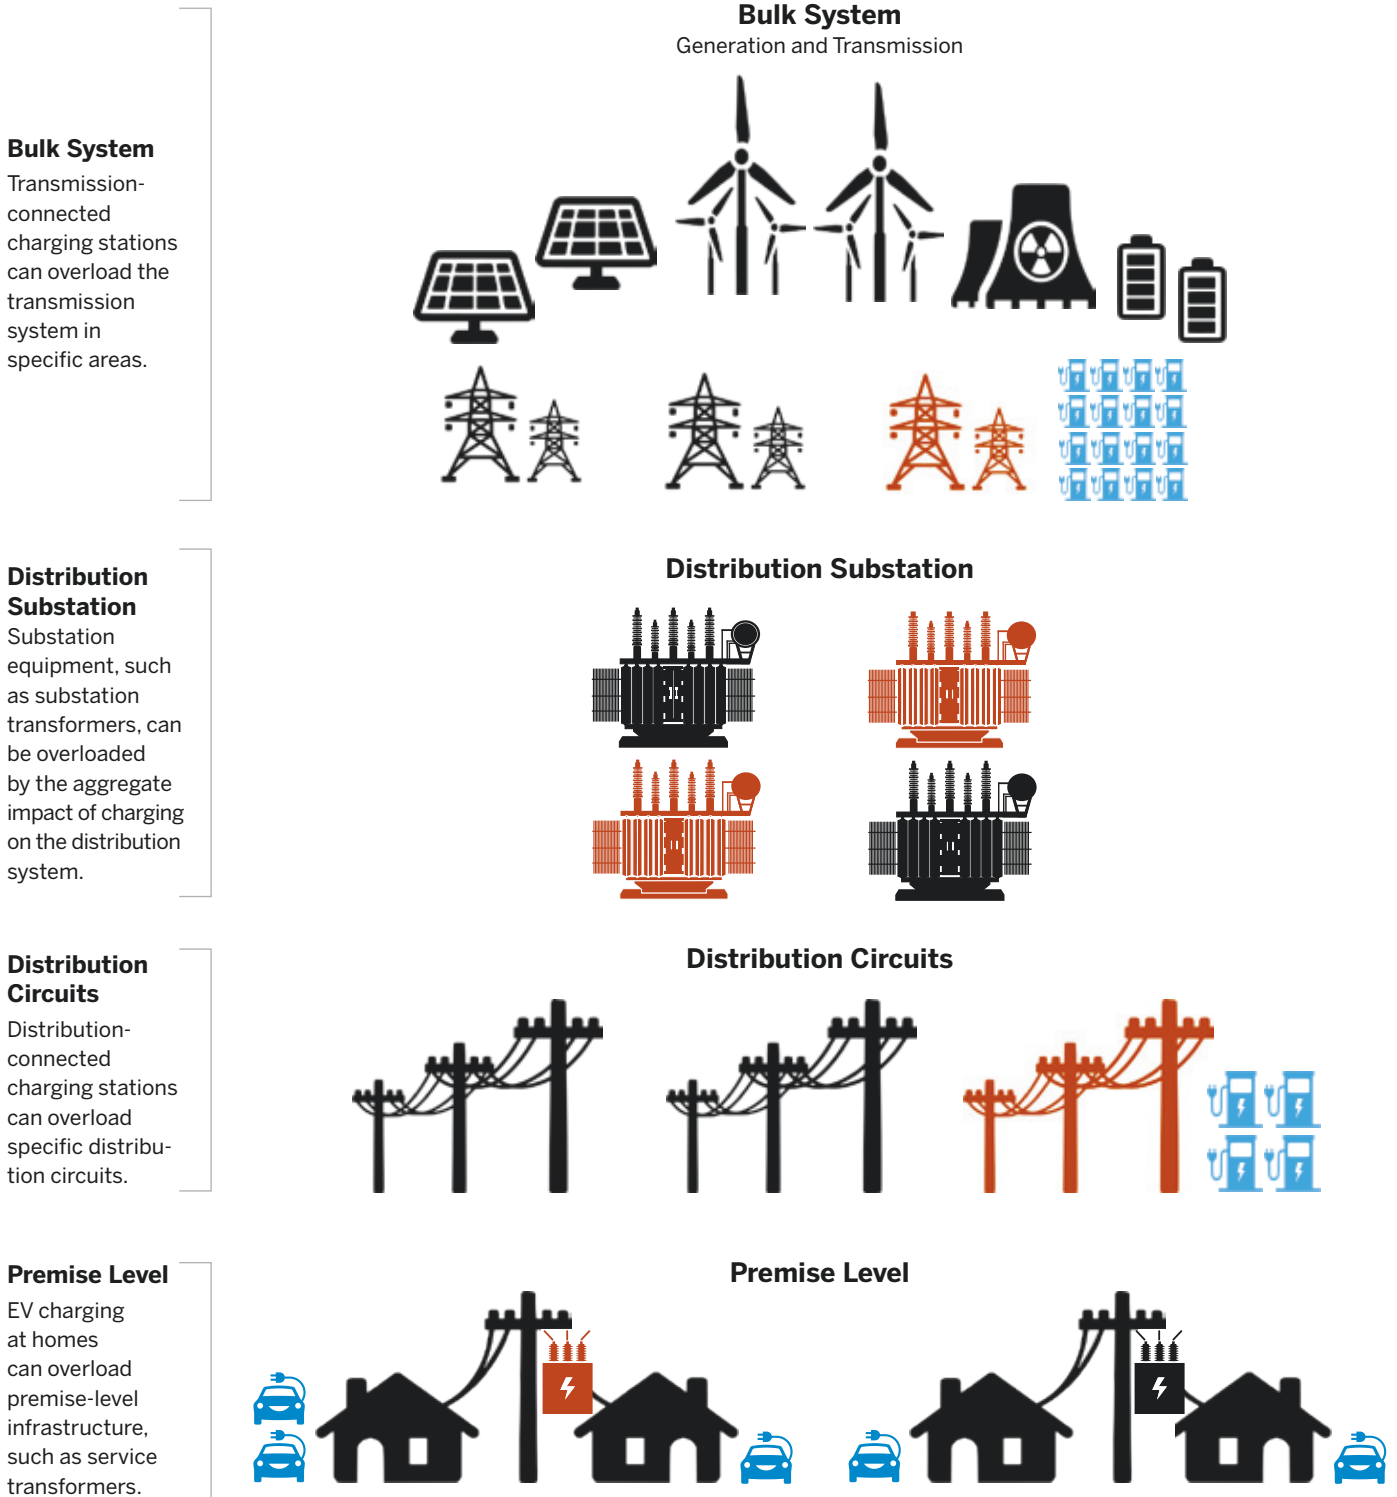 Bulk System
Generation and Transmission
Bulk System
Transmission-
connected
charging stations
can overload the
transmission
system in
specific areas.
Distribution Substation
Distribution
Substation
Substation
equipment, such
as substation
transformers, can
be overloaded
by the aggregate
impact of charging
on the distribution
system.
Distribution Circuits
Distribution
Circuits
Distribution-
connected
charging stations
can overload
specific distribu-
tion circuits.
Premise Level
Premise Level
EV charging
at homes
can overload
premise-level
infrastructure,
such as service
transformers.